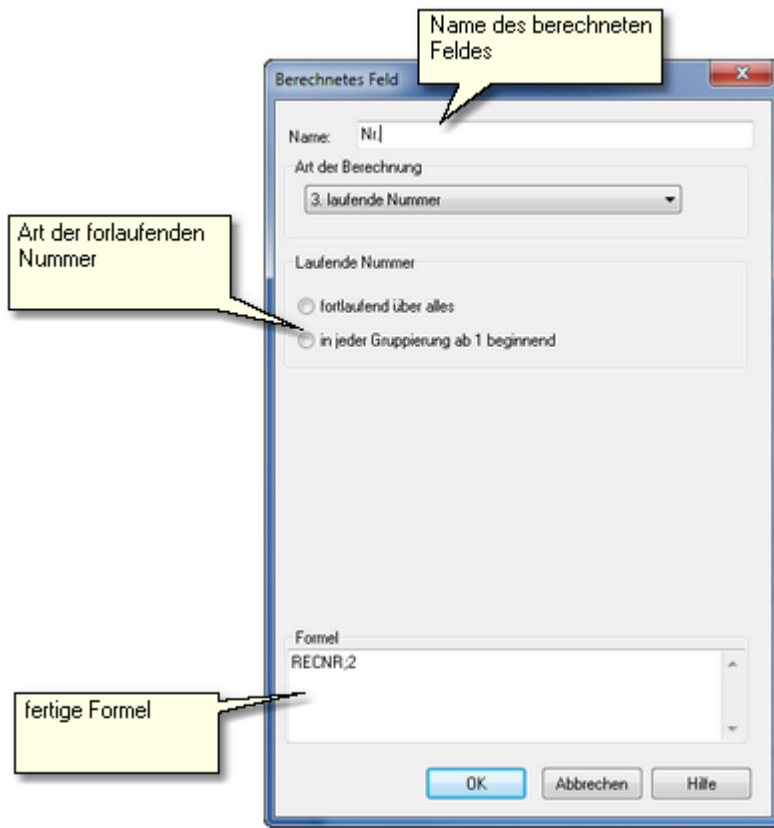 Name des berechneten
Feldes
Berechnetes Feld
Name:
Nr.
Art der Berechnung
3. laufende Nummer
Art der forlaufenden
Nummer
Laufende Nummer
fortlaufend über alles
in jeder Gruppierung ab 1 beginnend
Formel
RECNR;2
fertige Formel
OK
Abbrechen
Hilfe